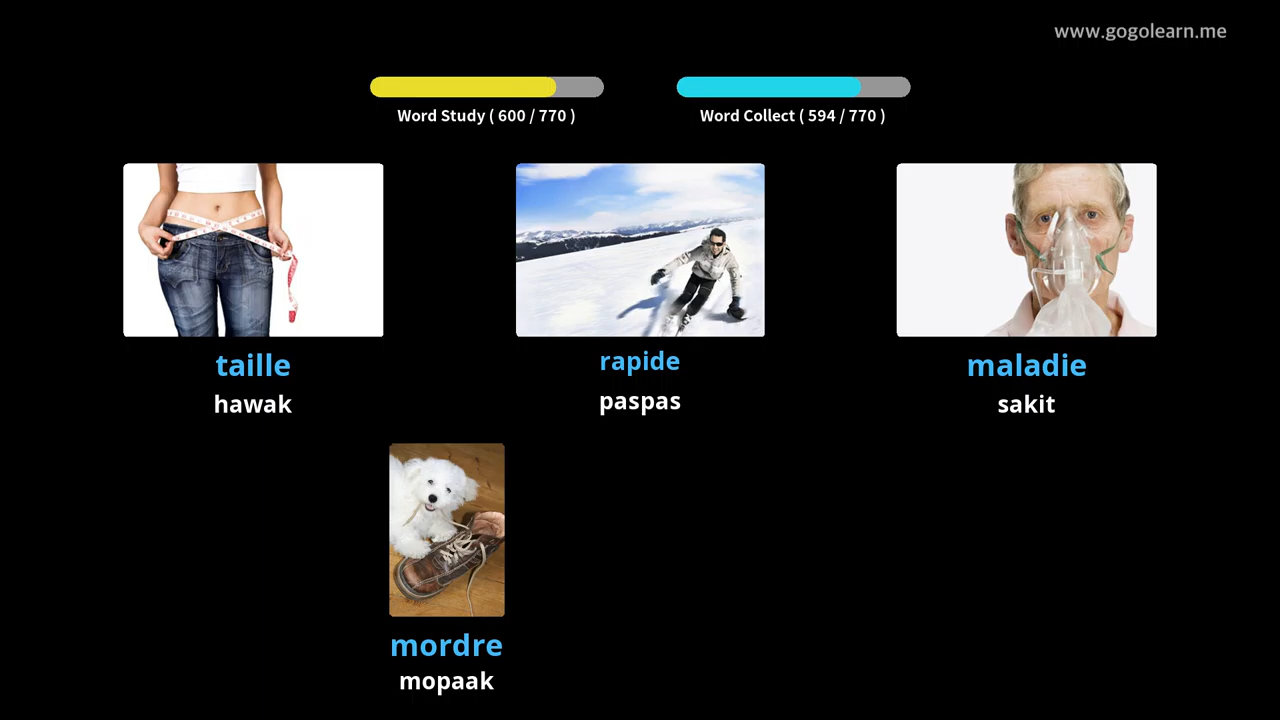 www.gogolearn.me
Word Study ( 600 / 770 )
Word Collect ( 594 / 770 )
taille
hawak
rapide
paspas
maladie
sakit
mordre
mopaak